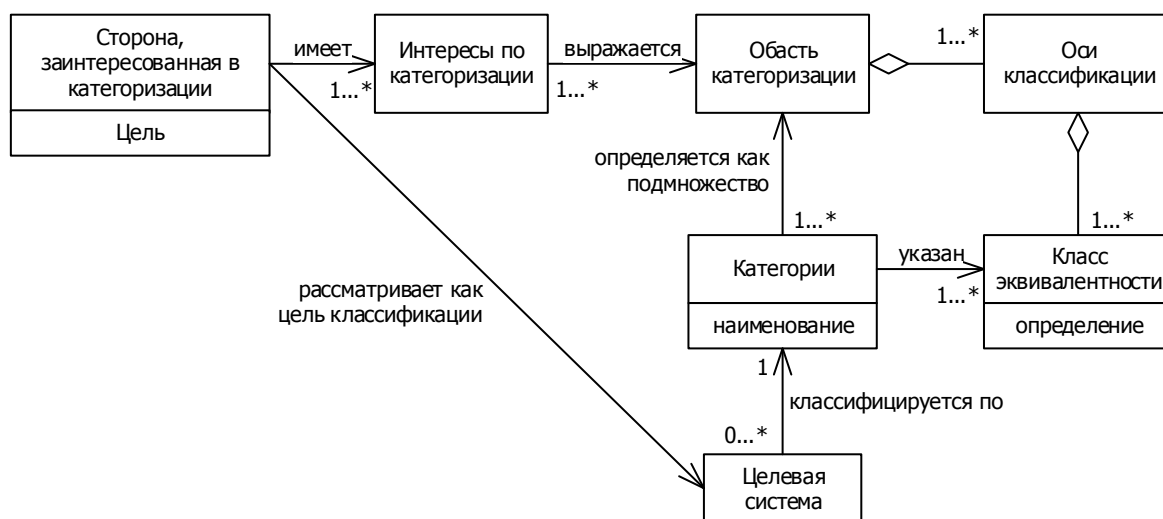 Сторона,
заинтересованная в
категоризации
Цель
имеет
1...*
Интересы по
категоризации
выражается
1...*
Обасть
категоризации
1...*
Оси
классификации
определяется как
подмножество
1...*
1...*
Категории
наименование
указан
1...*
Класс
эквивалентности
определение
рассматривает как
цель классификации
1
классифицируется по
0...*
Целевая
система